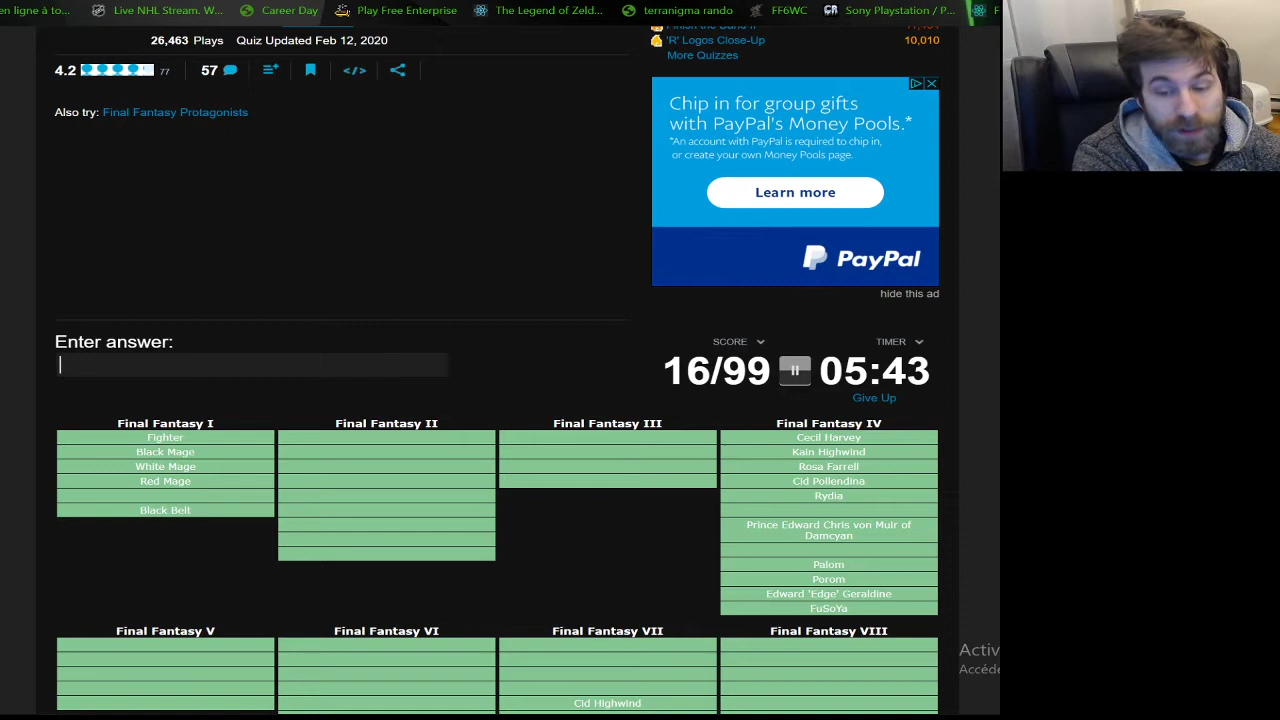 en ligne à to... Live NHL Stream. W... Career Day Play Free Enterprise The Legend of Zeld... terranigma rando FF6WC Sony Playstation / P... F
26,463 Plays Quiz Updated Feb 12, 2020
'R' Logos Close-Up 10,010
More Quizzes
4.2 77 57 </>
Also try: Final Fantasy Protagonists
Chip in for group gifts
with PayPal's Money Pools.*
*An account with PayPal is required to chip in,
or create your own Money Pools page.
Learn more
PayPal
hide this ad
Enter answer:
SCORE TIMER
16/99 05:43
Give Up
Final Fantasy I
Fighter
Black Mage
White Mage
Red Mage
Black Belt
Final Fantasy II
Final Fantasy III
Final Fantasy IV
Cecil Harvey
Kain Highwind
Rosa Farrell
Cid Pollendina
Rydia
Prince Edward Chris von Muir of
Damcyan
Palom
Porom
Edward 'Edge' Geraldine
FuSoYa
Final Fantasy V
Final Fantasy VI
Final Fantasy VII
Cid Highwind
Final Fantasy VIII
Activ
Accéde